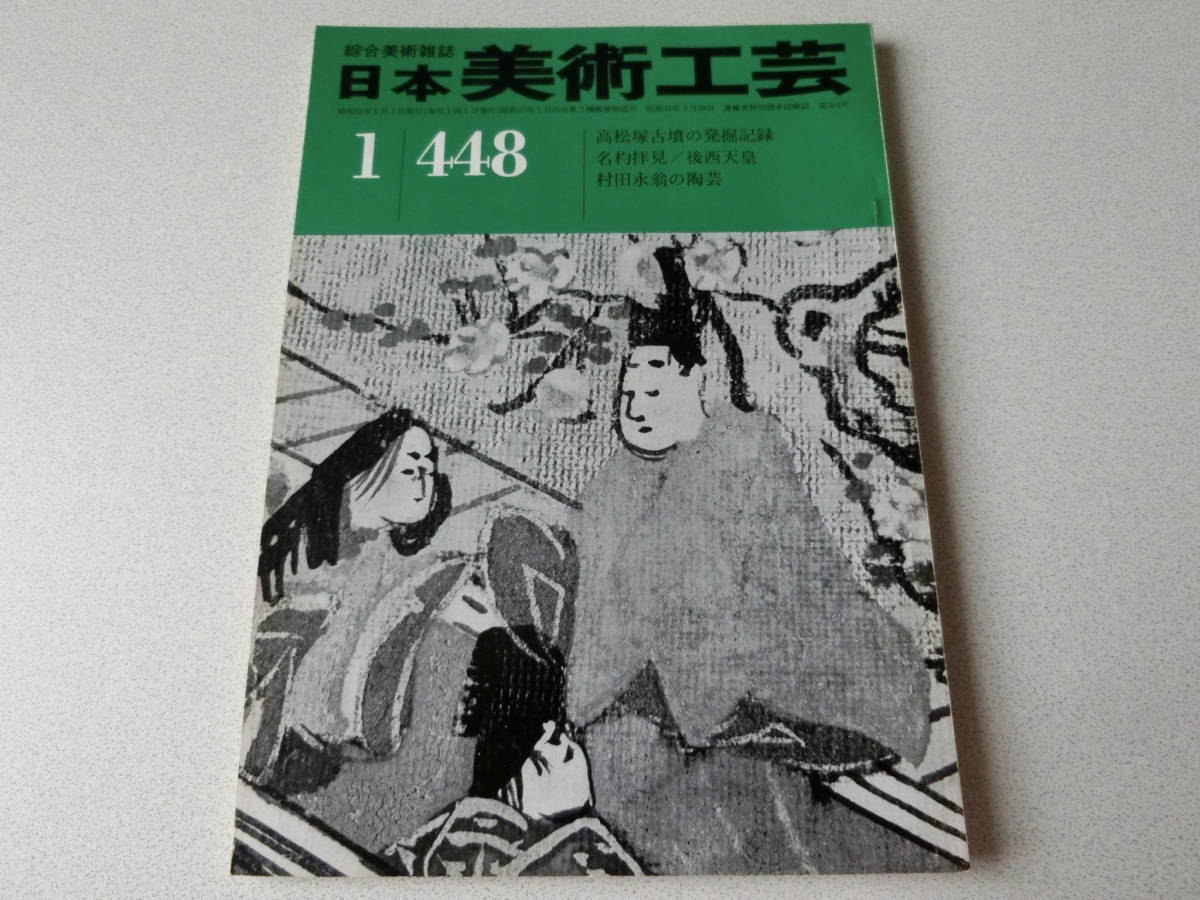 綜合美術雑誌
日本美術工芸
1 448
高松塚古墳の発掘記録
名杓拝見/後西天皇
村田永翁の陶芸